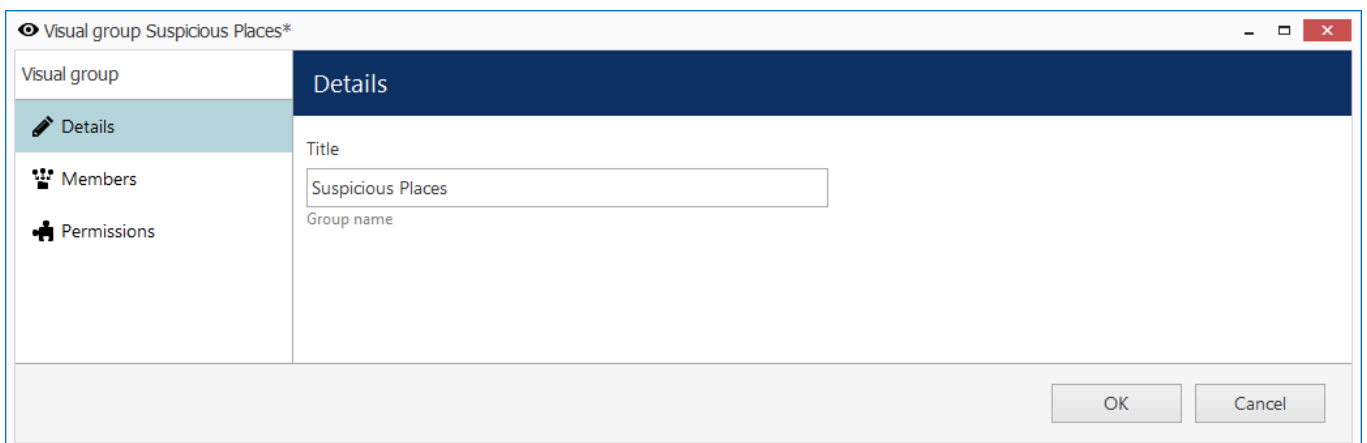 Visual group Suspicious Places*
Visual group
Details
Members
Permissions
Details
Title
Suspicious Places
Group name
OK
Cancel